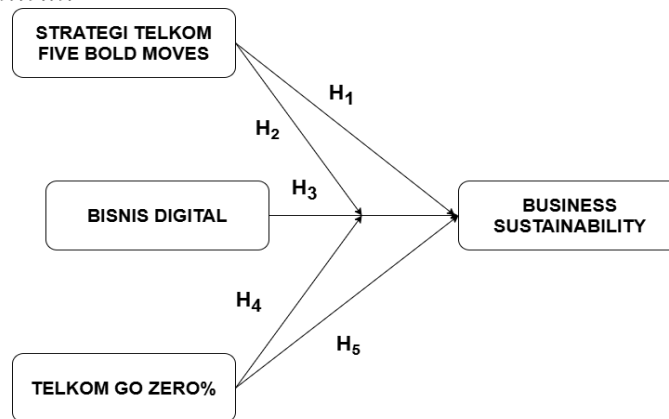 STRATEGI TELKOM
FIVE BOLD MOVES
H1
H2
H3
BISNIS DIGITAL
BUSINESS
SUSTAINABILITY
H4
H5
TELKOM GO ZERO%